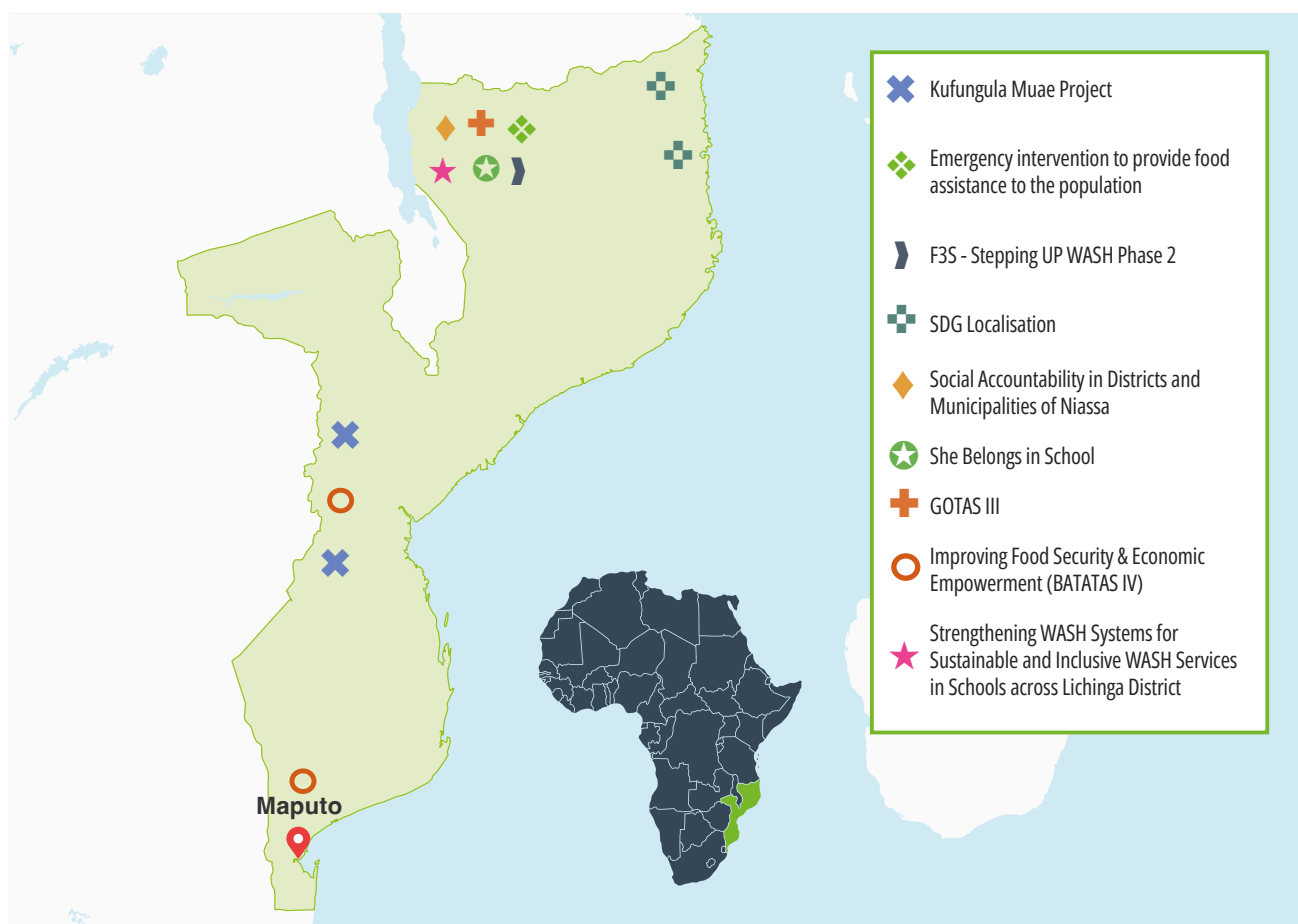 Kufungula Muae Project
Emergency intervention to provide food
assistance to the population
F3S - Stepping UP WASH Phase 2
SDG Localisation
Social Accountability in Districts and
Municipalities of Niassa
She Belongs in School
GOTAS III
Improving Food Security & Economic
Empowerment (BATATAS IV)
Strengthening WASH Systems for
Sustainable and Inclusive WASH Services
in Schools across Lichinga District
Maputo